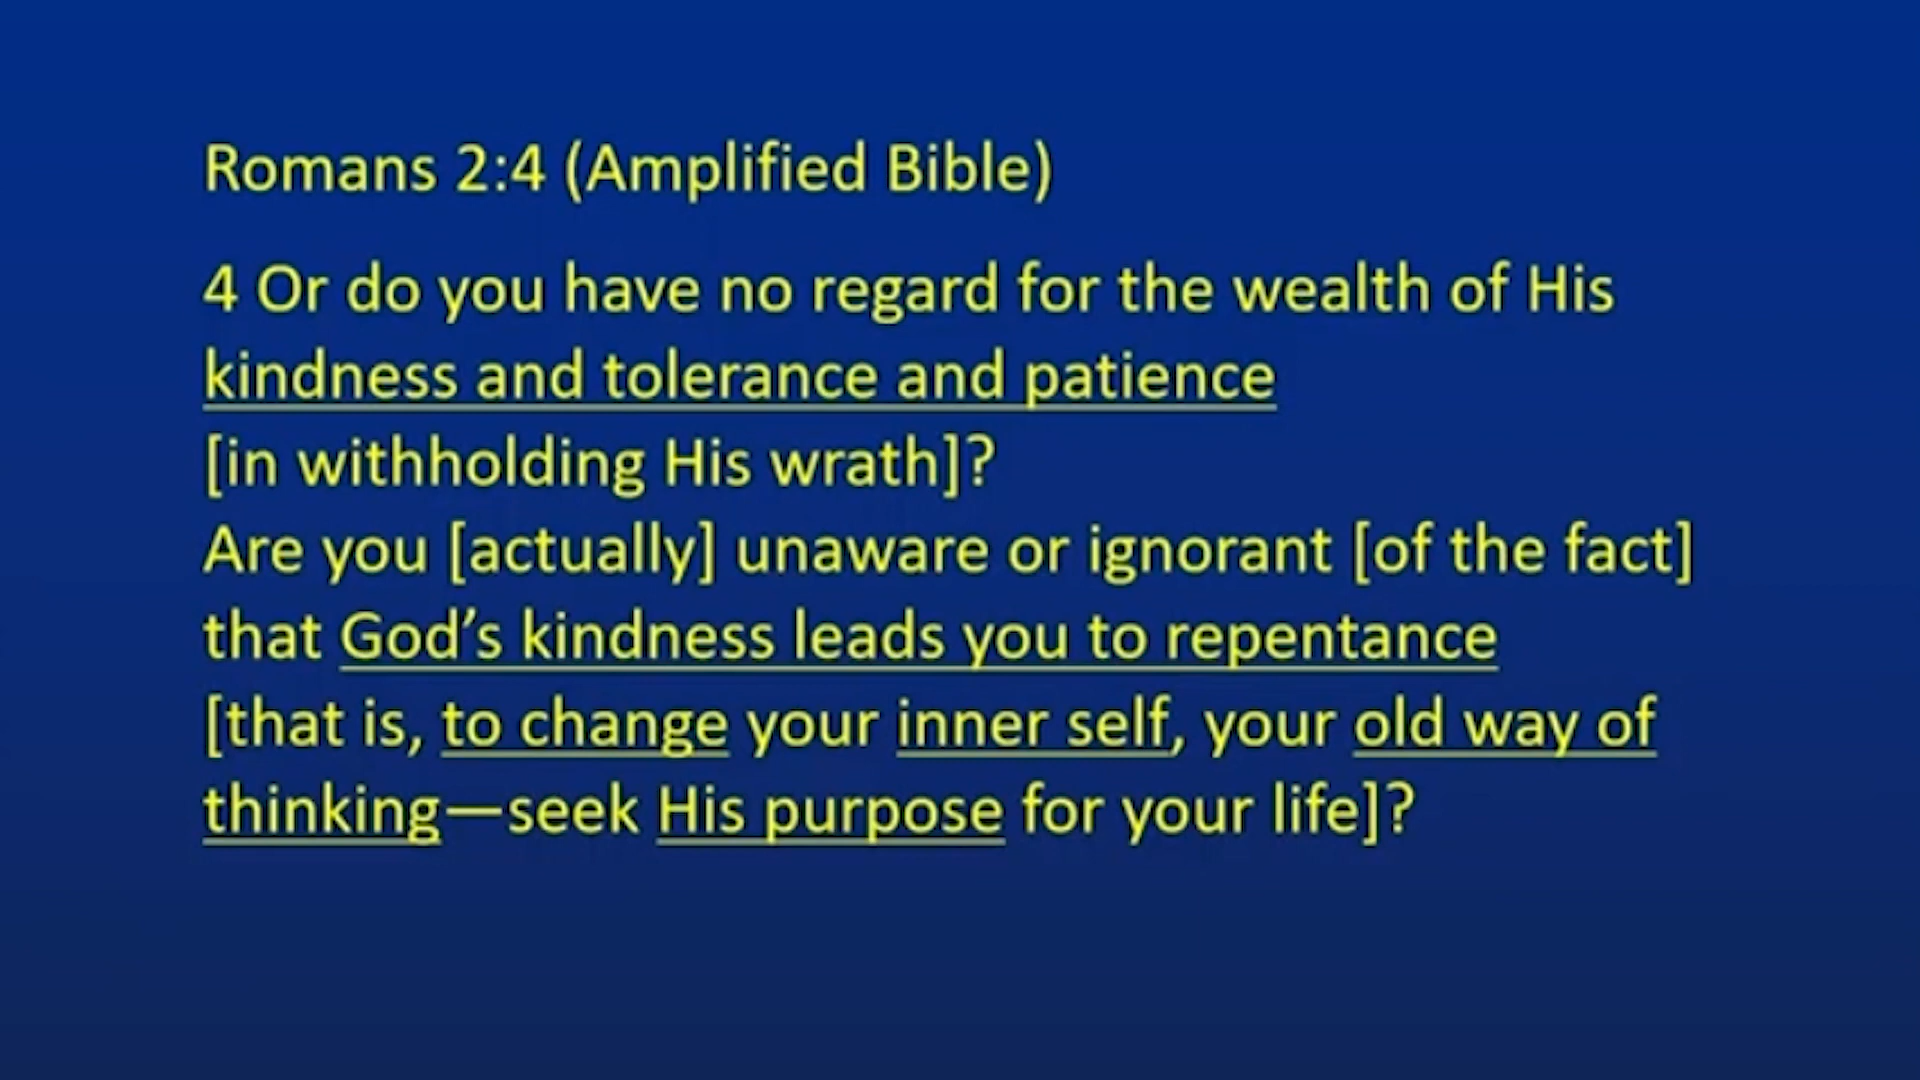 Romans 2:4 (Amplified Bible)
4 Or do you have no regard for the wealth of His
kindness and tolerance and patience
[in withholding His wrath]?
Are you [actually] unaware or ignorant [of the fact]
that God’s kindness leads you to repentance
[that is, to change your inner self, your old way of
thinking—seek His purpose for your life]?